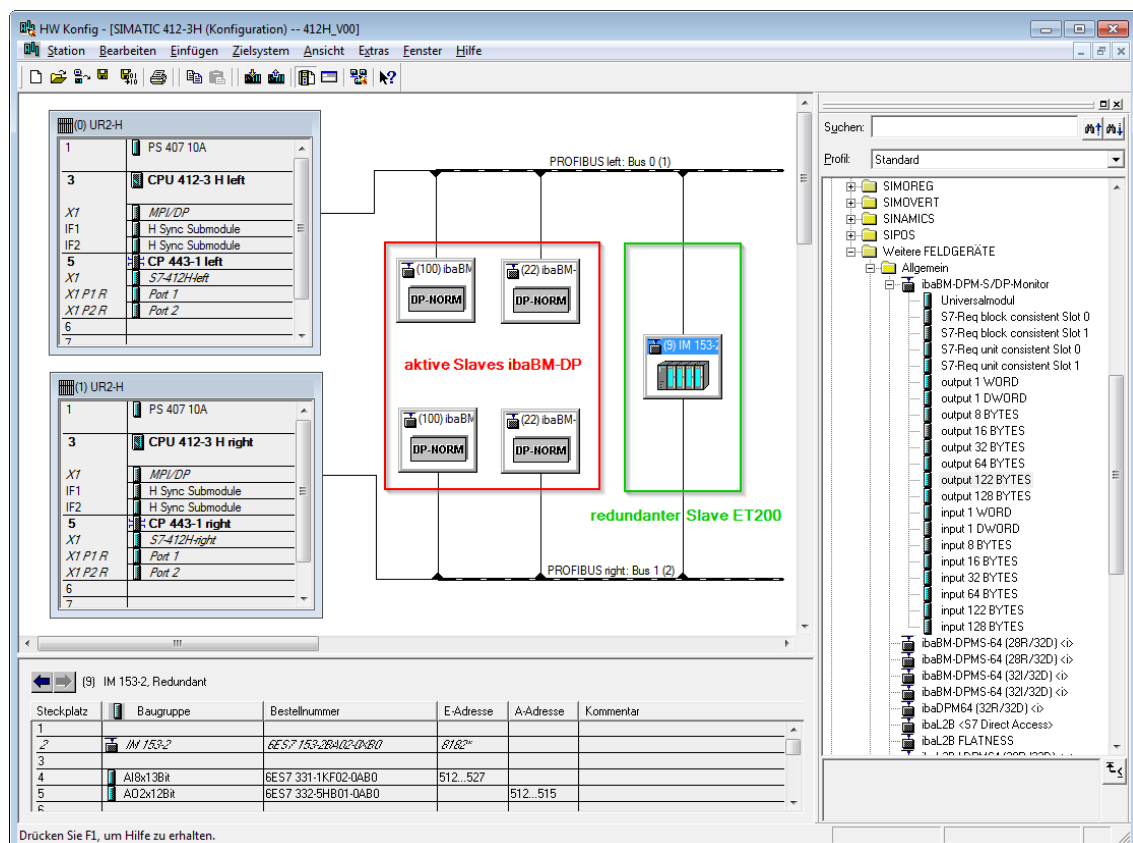 HW Konfig - [SIMATIC 412-3H (Konfiguration) -- 412H_V00]
Station Bearbeiten Einfügen Zielsystem Ansicht Extras Fenster Hilfe
(0) UR2-H
1 PS 407 10A
3 CPU 412-3 H left
X1 MPI/DP
IF1 H Sync Submodule
IF2 H Sync Submodule
5 CP 443-1 left
X1 S7-412H-left
X1 P1 R Port 1
X1 P2 R Port 2
6
7
(1) UR2-H
1 PS 407 10A
3 CPU 412-3 H right
X1 MPI/DP
IF1 H Sync Submodule
IF2 H Sync Submodule
5 CP 443-1 right
X1 S7-412H-right
X1 P1 R Port 1
X1 P2 R Port 2
6
7
PROFIBUS left: Bus 0 (1)
(100) ibaBM
DP-NORM
(22) ibaBM-
DP-NORM
aktive Slaves ibaBM-DP
(100) ibaBM
DP-NORM
(22) ibaBM-
DP-NORM
(9) IM 153-2
redundanter Slave ET200
PROFIBUS right: Bus 1 (2)
Suchen:
Profil: Standard
SIMOREG
SIMOVERT
SINAMICS
SIPOS
Weitere FELDGERÄTE
Allgemein
ibaBM-DPM-S/DP-Monitor
Universalmodul
S7-Req block consistent Slot 0
S7-Req block consistent Slot 1
S7-Req unit consistent Slot 0
S7-Req unit consistent Slot 1
output 1 WORD
output 1 DWORD
output 8 BYTES
output 16 BYTES
output 32 BYTES
output 64 BYTES
output 122 BYTES
output 128 BYTES
input 1 WORD
input 1 DWORD
input 8 BYTES
input 16 BYTES
input 32 BYTES
input 64 BYTES
input 122 BYTES
input 128 BYTES
ibaBM-DPMS-64 (28R/32D) <i>
ibaBM-DPMS-64 (28R/32D) <i>
ibaBM-DPMS-64 (32I/32D) <i>
ibaBM-DPMS-64 (32I/32D) <i>
ibaDPM64 (32R/32D) <i>
ibaL2B <S7 Direct Access>
ibaL2B FLATNESS
(9) IM 153-2, Redundant
Steckplatz Baugruppe Bestellnummer E-Adresse A-Adresse Kommentar
1
2 IM 153-2 6ES7 153-2BA02-0XB0 8182*
3
4 AI8x13Bit 6ES7 331-1KF02-0AB0 512...527
5 AO2x12Bit 6ES7 332-5HB01-0AB0 512...515
6
Drücken Sie F1, um Hilfe zu erhalten.